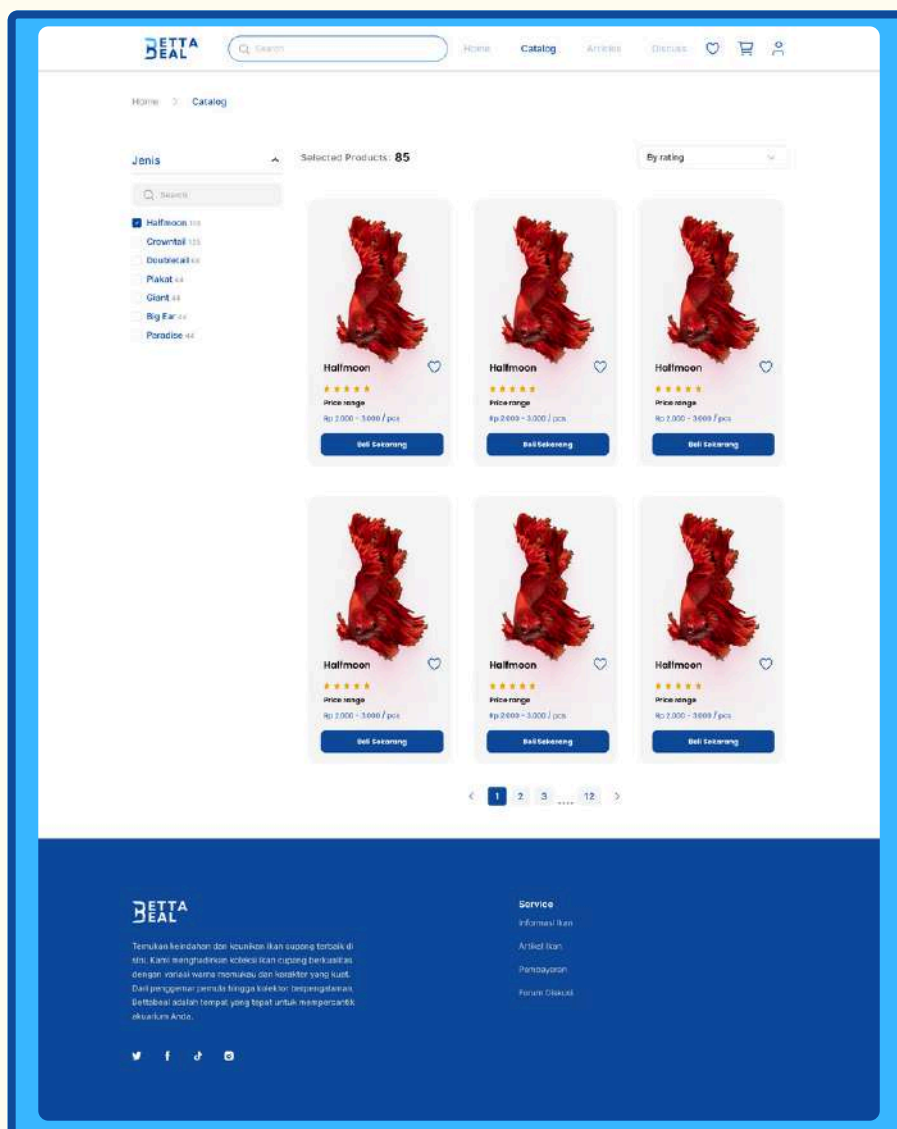 BETTA
BEAL
Search
Home
Catalog
Articles
Discuss
Home > Catalog
Jenis
Selected Products: 85
By rating
Search
Halfmoon
Crowntail
Doubletail
Plakat 44
Giant 44
Big Ear 44
Paradise 44
Halfmoon
Price range
Rp 2.000 - 3.000 / pcs
Beli Sekarang
Halfmoon
Price range
Rp 2.000 - 3.000 / pcs
Beli Sekarang
Halfmoon
Price range
Rp 2.000 - 3.000 / pcs
Beli Sekarang
Halfmoon
Price range
Rp 2.000 - 3.000 / pcs
Beli Sekarang
Halfmoon
Price range
Rp 2.000 - 3.000 / pcs
Beli Sekarang
Halfmoon
Price range
Rp 2.000 - 3.000 / pcs
Beli Sekarang
< 1 2 3 .... 12 >
BETTA
BEAL
Temukan keindahan dan keunikan ikan cupang terbaik di
sini. Kami menghadirkan koleksi ikan cupang berkualitas
dengan variasi warna memukau dan karakter yang kuat.
Dari penggemar pemula hingga kolektor berpengalaman,
Bettabeal adalah tempat yang tepat untuk mempercantik
akuarium Anda.
Service
Informasi Ikan
Artikel Ikan
Pembayaran
Forum Diskusi